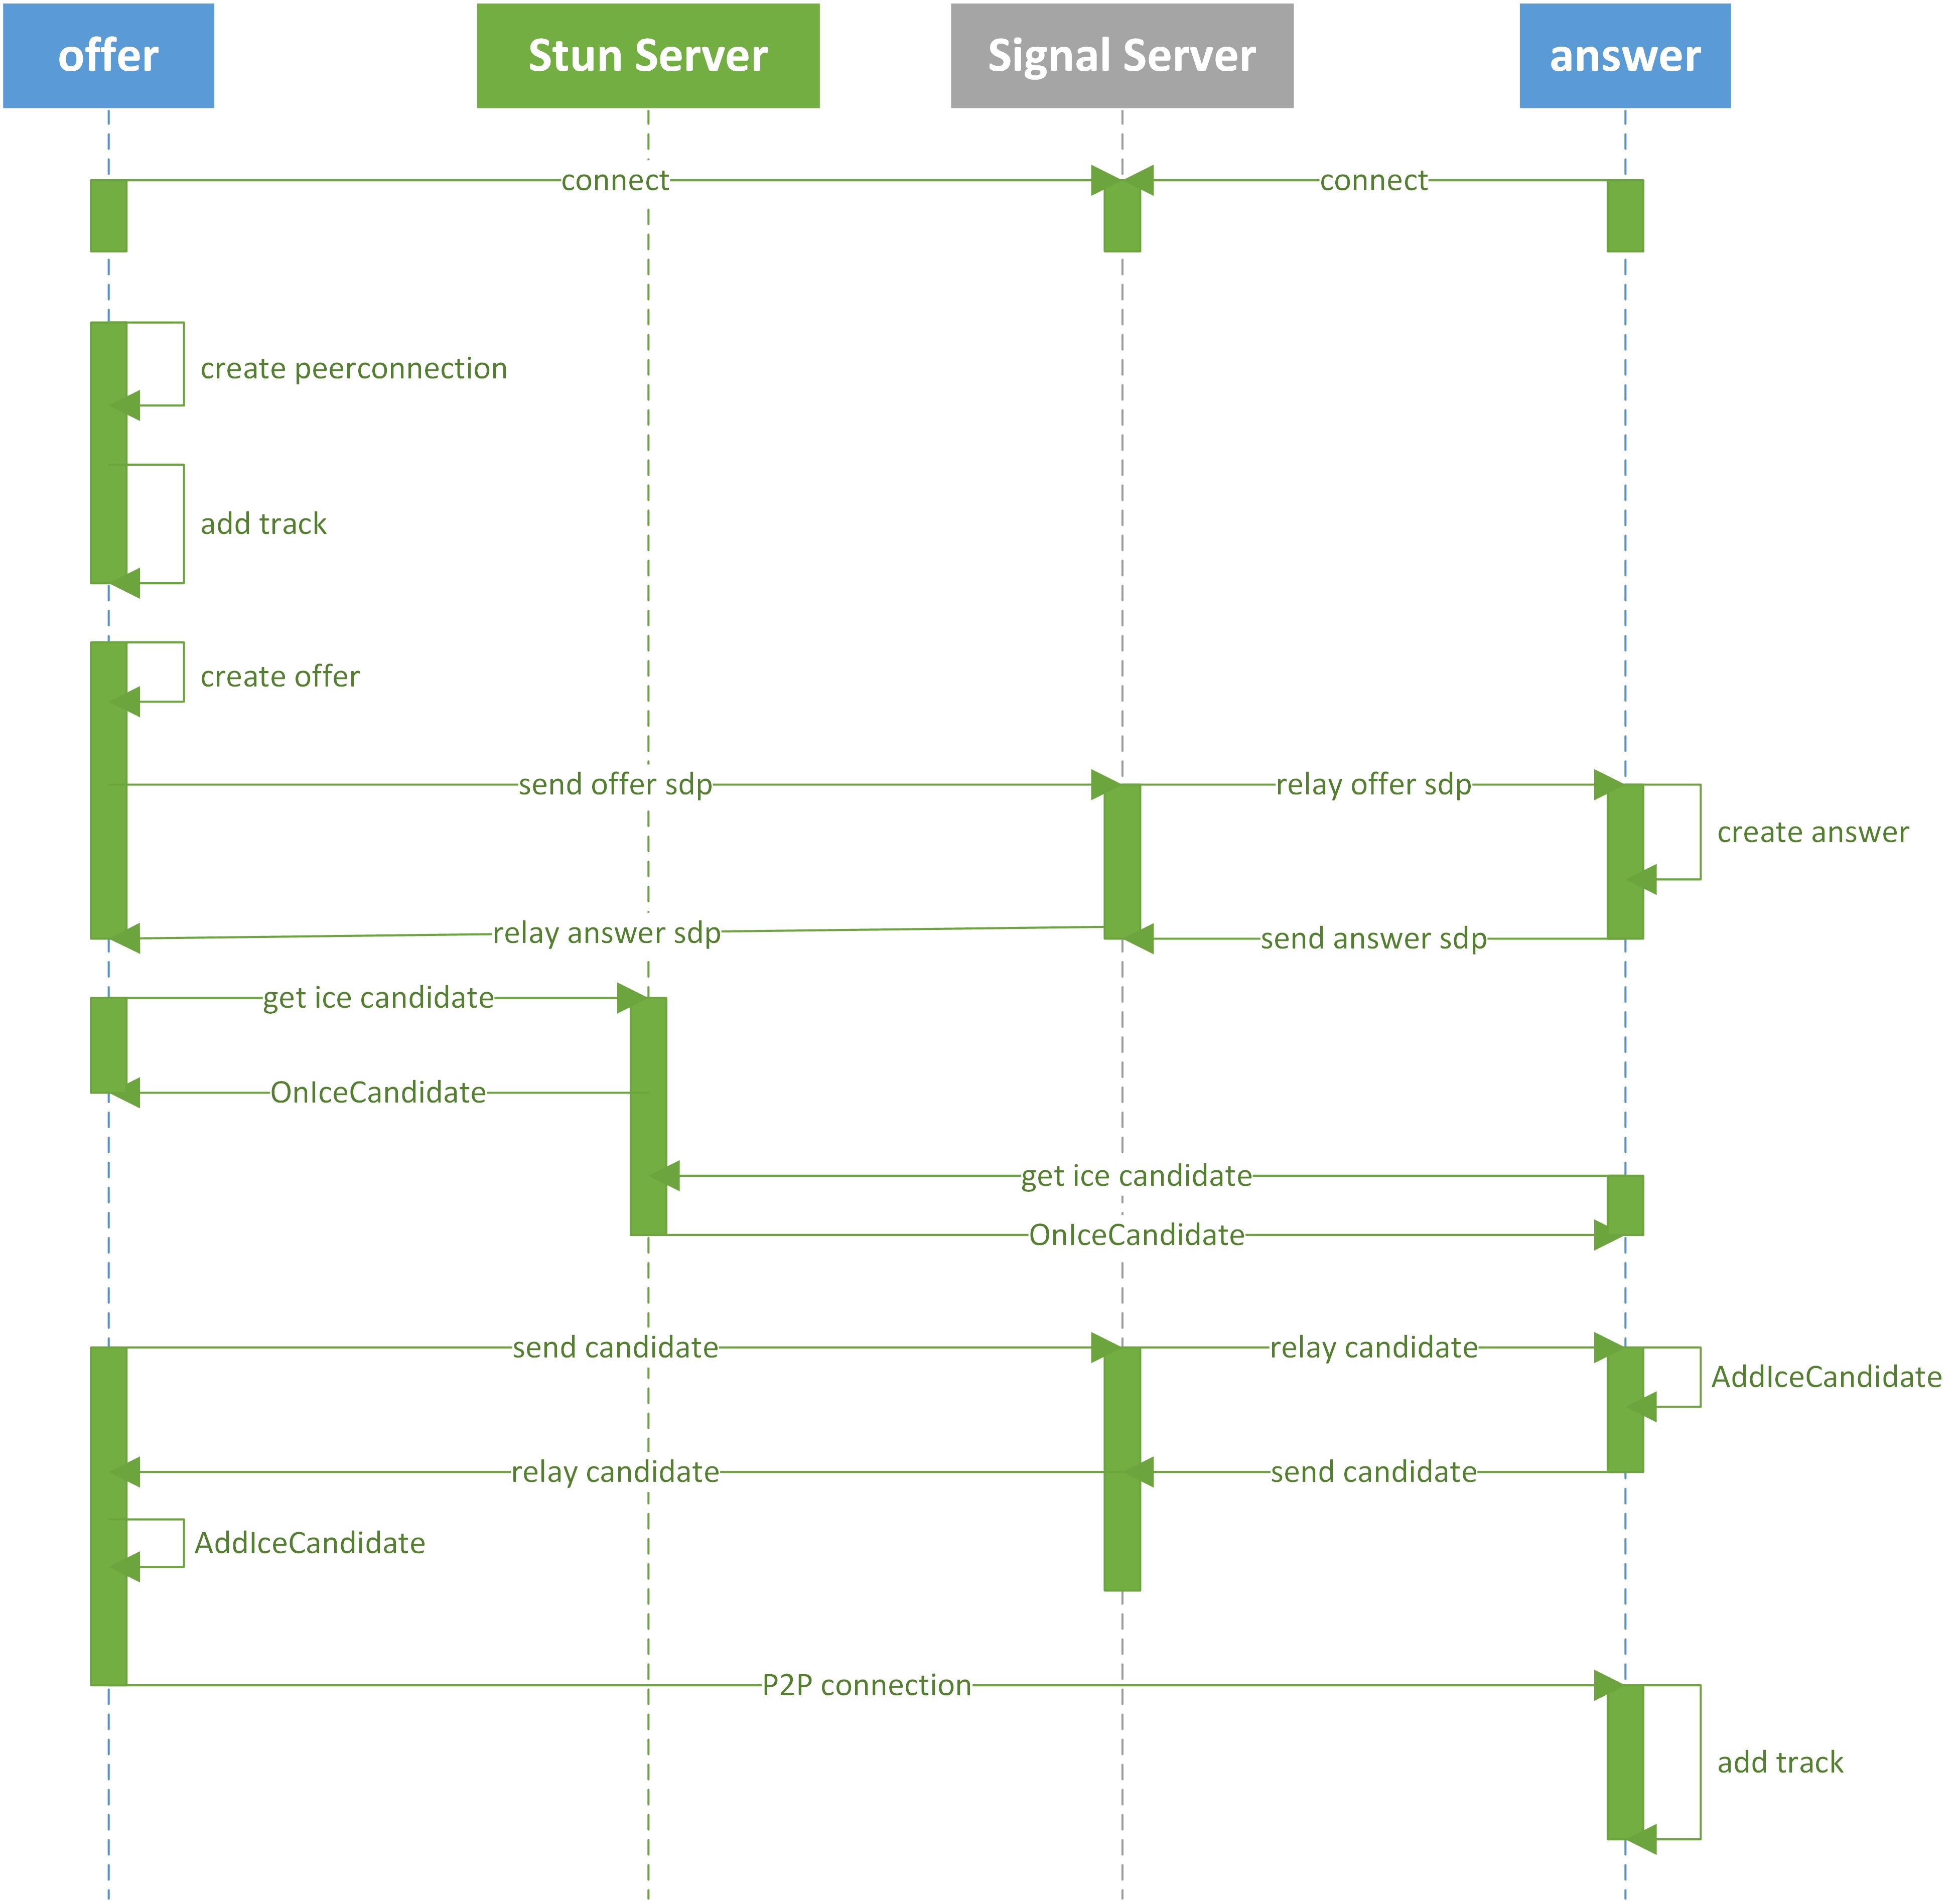 offer
Stun Server
Signal Server
answer
connect
connect
create peerconnection
add track
create offer
send offer sdp
relay offer sdp
create answer
relay answer sdp
send answer sdp
get ice candidate
OnIceCandidate
get ice candidate
OnIceCandidate
send candidate
relay candidate
AddIceCandidate
relay candidate
send candidate
AddIceCandidate
P2P connection
add track